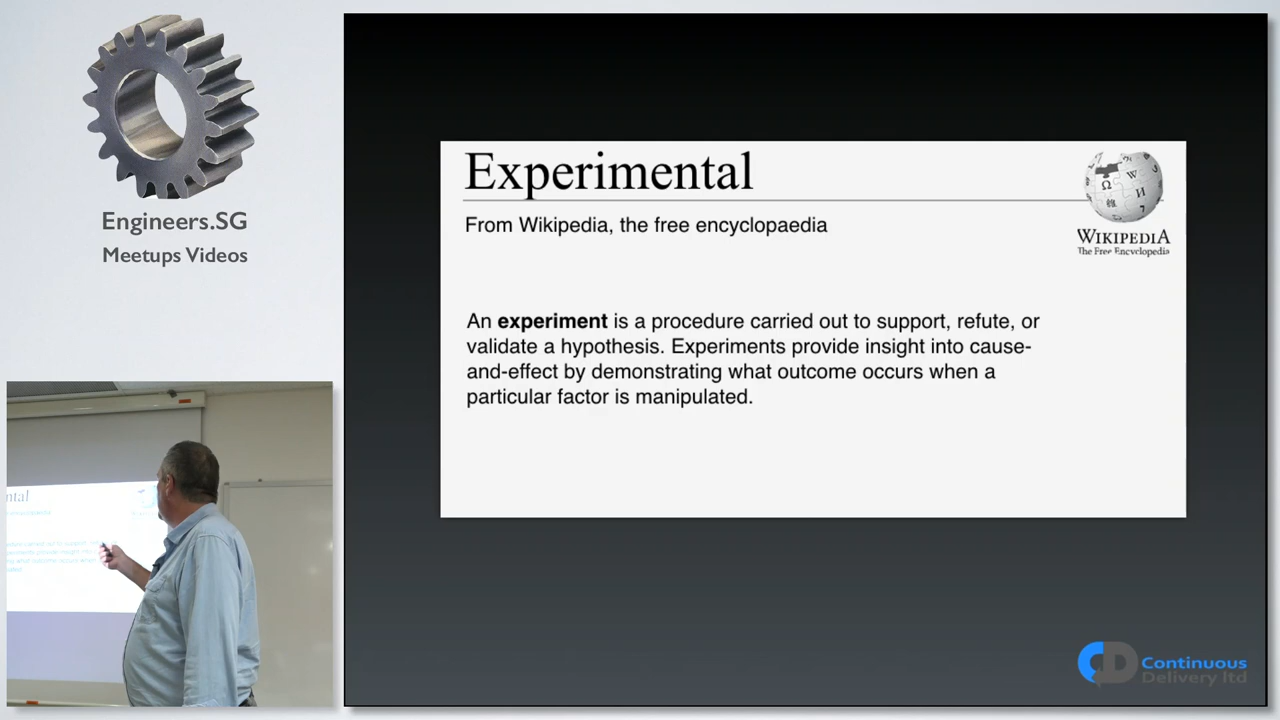 Engineers.SG
Meetups Videos
Experimental
From Wikipedia, the free encyclopaedia
WIKIPEDIA
The Free Encyclopedia
An experiment is a procedure carried out to support, refute, or
validate a hypothesis. Experiments provide insight into cause-
and-effect by demonstrating what outcome occurs when a
particular factor is manipulated.
Continuous
Delivery ltd